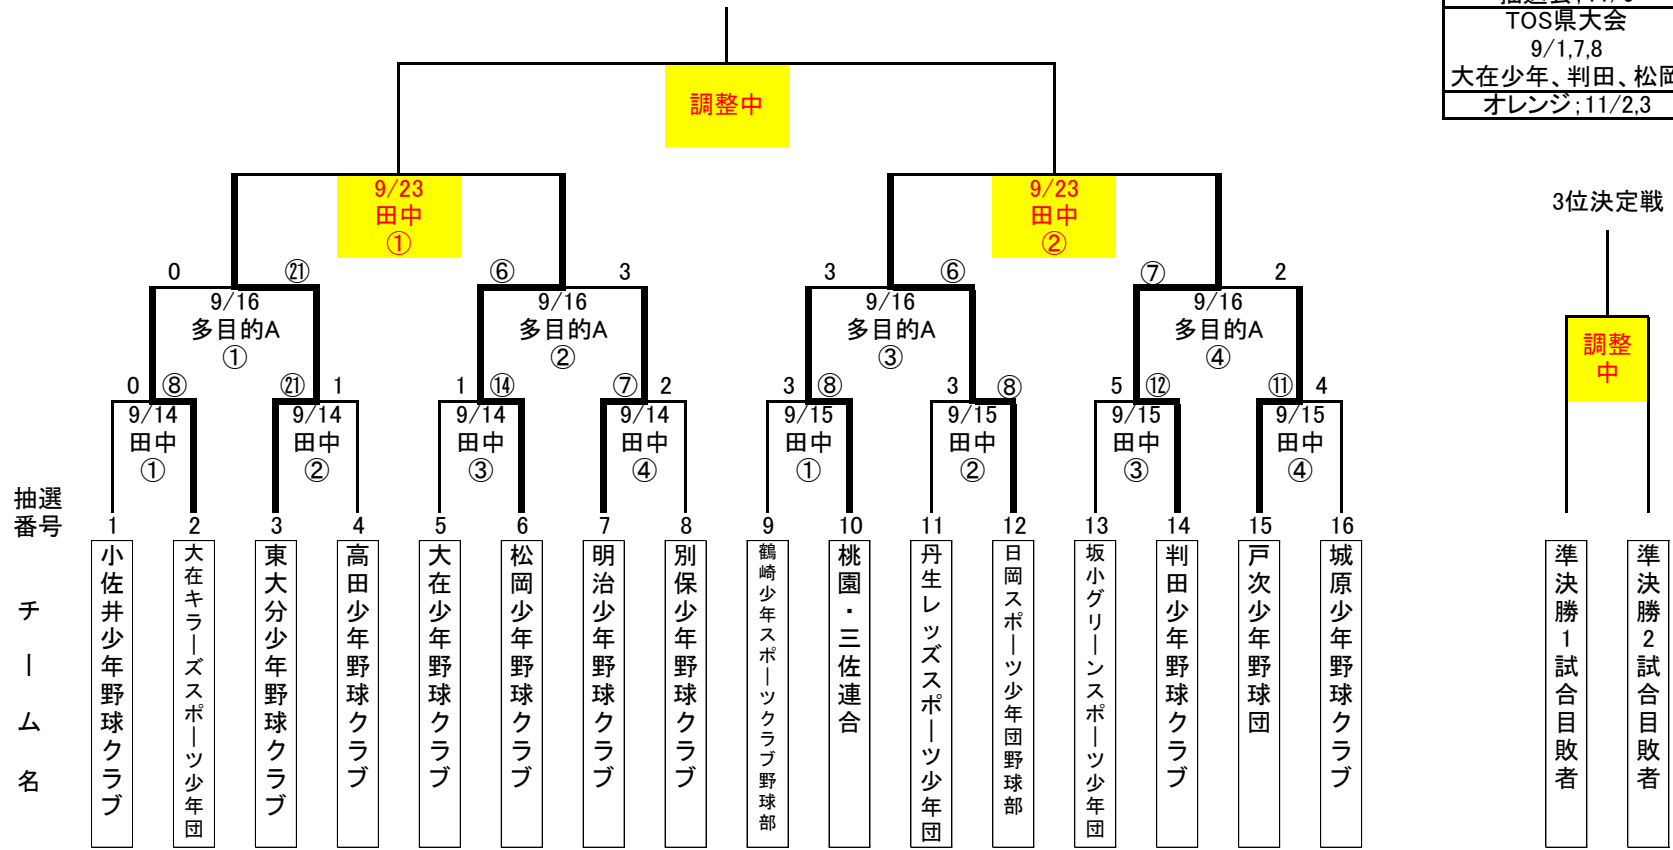 TOS県大会
9/1,7,8
大在少年、判田、松岡
オレンジ;11/2,3
調整中
9/23
田中
①
9/23
田中
②
3位決定戦
0 ㉑ ⑥ 3 3 ⑥ ⑦ 2
9/16
多目的A
①
9/16
多目的A
②
9/16
多目的A
③
9/16
多目的A
④
調整
中
0 ⑧ ㉑ 1 1 ⑭ ⑦ 2 3 ⑧ 3 ⑧ 5 ⑫ ⑪ 4
9/14
田中
①
9/14
田中
②
9/14
田中
③
9/14
田中
④
9/15
田中
①
9/15
田中
②
9/15
田中
③
9/15
田中
④
抽選
番号
1 2 3 4 5 6 7 8 9 10 11 12 13 14 15 16
チーム名
小佐井少年野球クラブ
大在キラーズスポーツ少年団
東大分少年野球クラブ
高田少年野球クラブ
大在少年野球クラブ
松岡少年野球クラブ
明治少年野球クラブ
別保少年野球クラブ
鶴崎少年スポーツクラブ野球部
桃園・三佐連合
丹生レッズスポーツ少年団
日岡スポーツ少年団野球部
坂小グリーンスポーツ少年団
判田少年野球クラブ
戸次少年野球団
城原少年野球クラブ
準決勝1試合目敗者
準決勝2試合目敗者